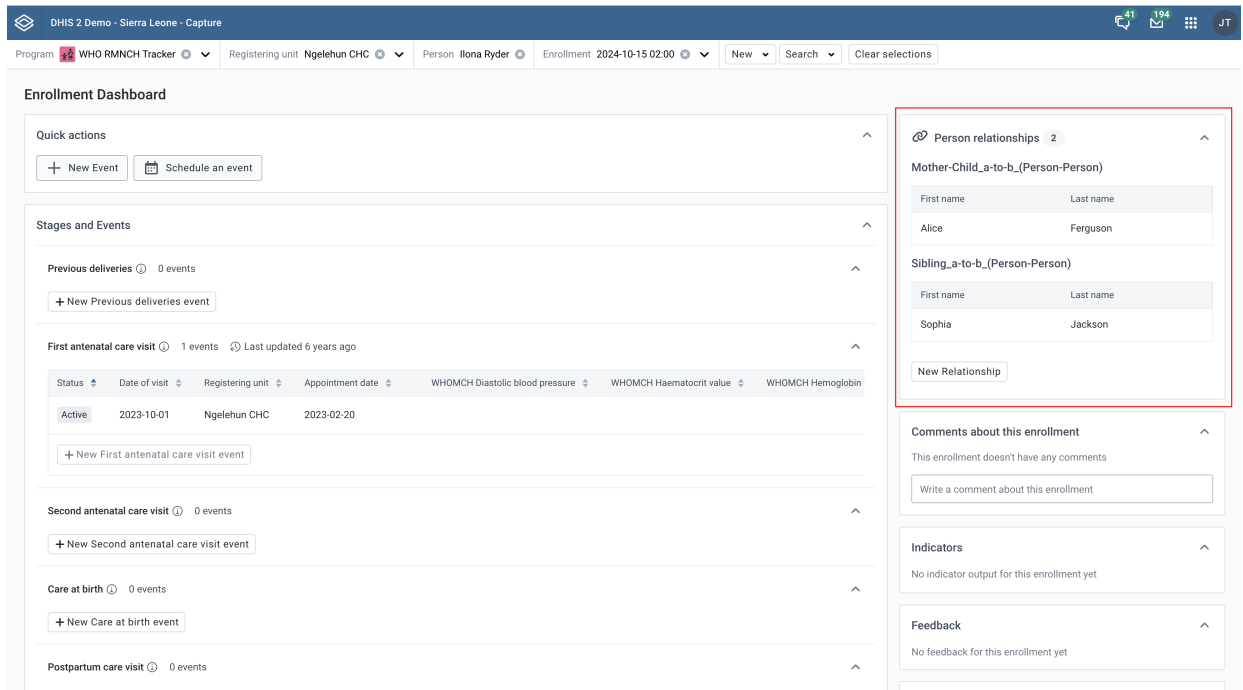 DHIS 2 Demo - Sierra Leone - Capture
41
194
JT
Program WHO RMNCH Tracker
Registering unit Ngelehun CHC
Person Ilona Ryder
Enrollment 2024-10-15 02:00
New
Search
Clear selections
Enrollment Dashboard
Quick actions
New Event
Schedule an event
Stages and Events
Previous deliveries 0 events
+ New Previous deliveries event
First antenatal care visit 1 events Last updated 6 years ago
Status Date of visit Registering unit Appointment date WHOMCH Diastolic blood pressure WHOMCH Haematocrit value WHOMCH Hemoglobin
Active 2023-10-01 Ngelehun CHC 2023-02-20
+ New First antenatal care visit event
Second antenatal care visit 0 events
+ New Second antenatal care visit event
Care at birth 0 events
+ New Care at birth event
Postpartum care visit 0 events
Person relationships 2
Mother-Child_a-to-b_(Person-Person)
First name Last name
Alice Ferguson
Sibling_a-to-b_(Person-Person)
First name Last name
Sophia Jackson
New Relationship
Comments about this enrollment
This enrollment doesn't have any comments
Write a comment about this enrollment
Indicators
No indicator output for this enrollment yet
Feedback
No feedback for this enrollment yet